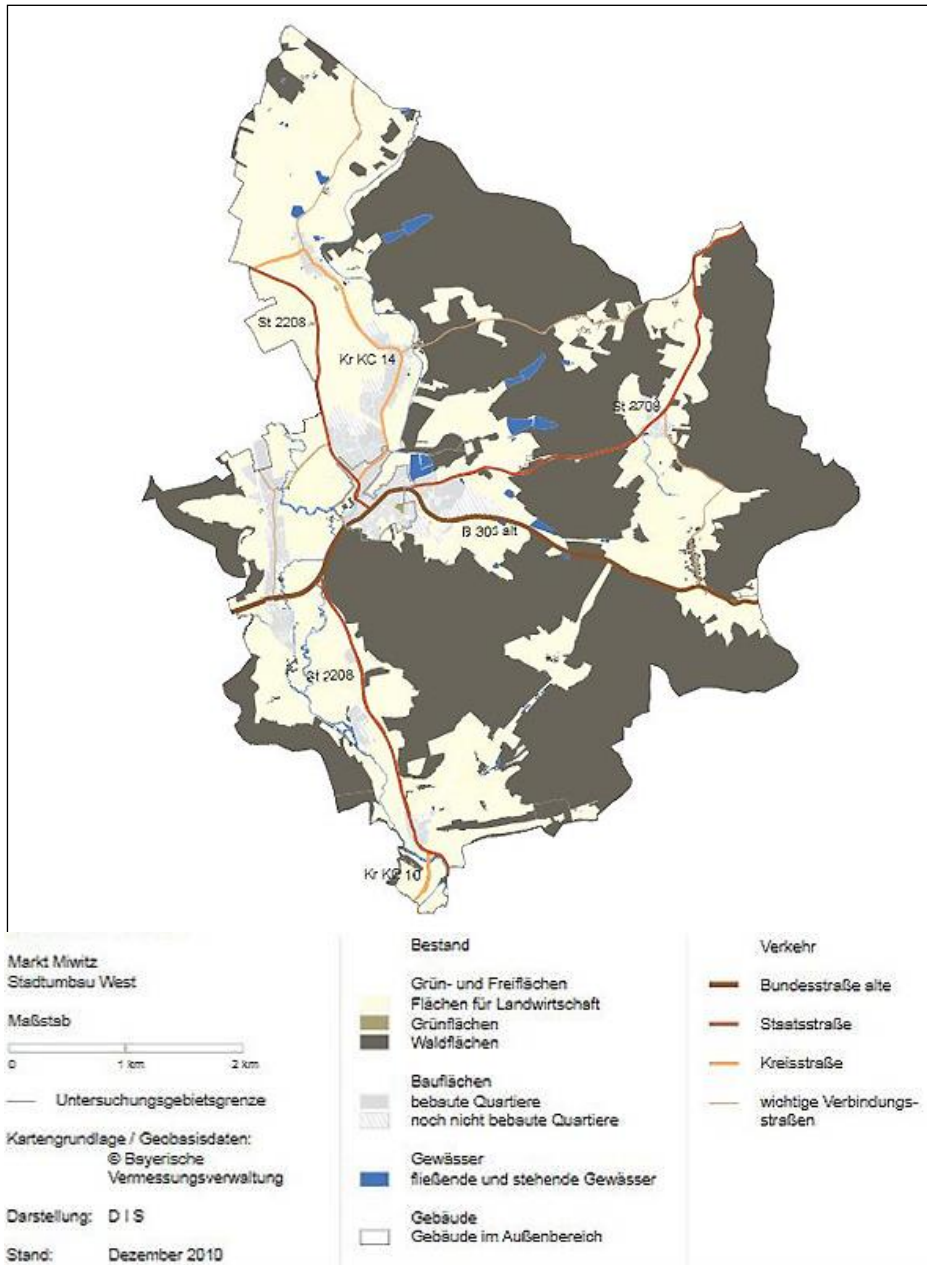 St 2208
Kr KC 14
St 2708
B 303 alt
St 2208
Kr KC 10
Markt Miwitz
Stadtumbau West
Maßstab
0 1 km 2 km
Untersuchungsgebietsgrenze
Kartengrundlage / Geobasisdaten:
© Bayerische
Vermessungsverwaltung
Darstellung: D I S
Stand: Dezember 2010
Bestand
Grün- und Freiflächen
Flächen für Landwirtschaft
Grünflächen
Waldflächen
Bauflächen
bebaute Quartiere
noch nicht bebaute Quartiere
Gewässer
fließende und stehende Gewässer
Gebäude
Gebäude im Außenbereich
Verkehr
Bundesstraße alte
Staatsstraße
Kreisstraße
wichtige Verbindungs-
straßen